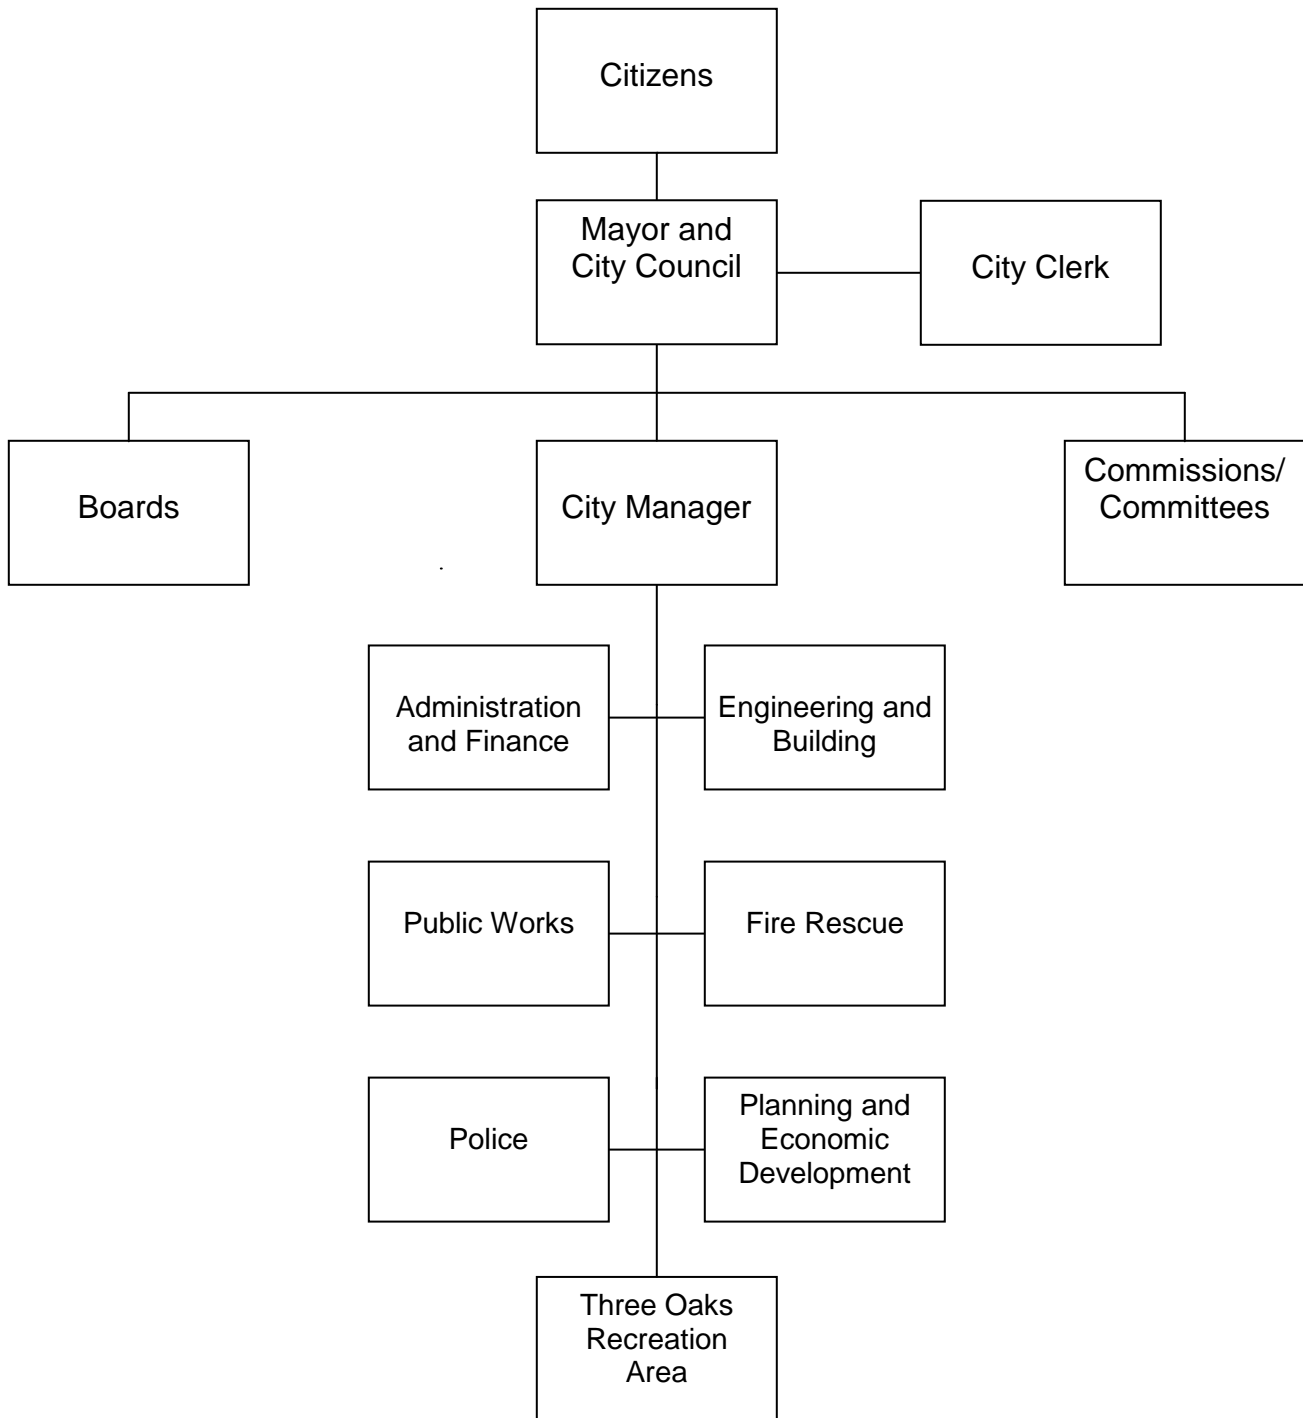 Citizens
Mayor and
City Council
City Clerk
Boards
City Manager
Commissions/
Committees
Administration
and Finance
Engineering and
Building
Public Works
Fire Rescue
Police
Planning and
Economic
Development
Three Oaks
Recreation
Area